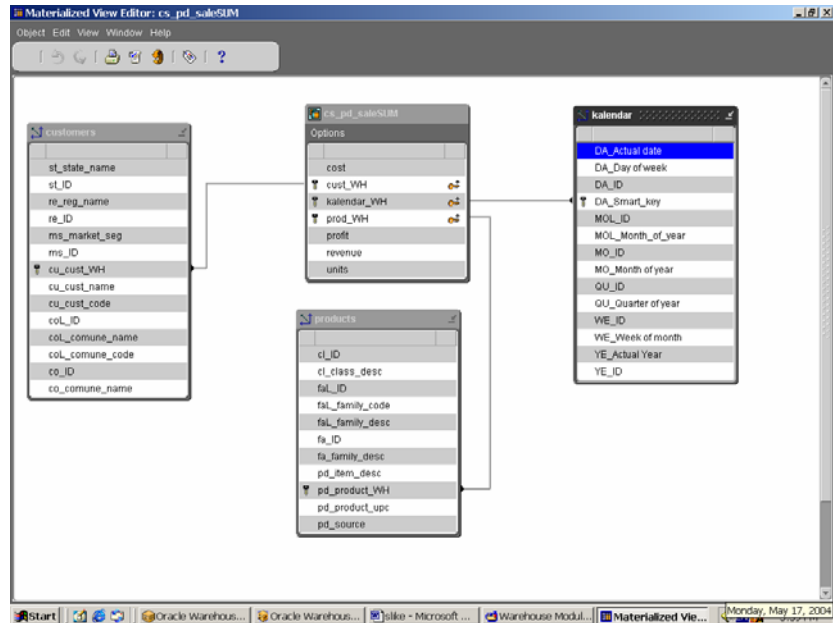 Materialized View Editor: cs_pd_saleSUM
Object Edit View Window Help
?
customers
st_state_name
st_ID
re_reg_name
re_ID
ms_market_seg
ms_ID
cu_cust_WH
cu_cust_name
cu_cust_code
coL_ID
coL_comune_name
coL_comune_code
co_ID
co_comune_name
cs_pd_saleSUM
Options
cost
cust_WH
kalendar_WH
prod_WH
profit
revenue
units
products
cl_ID
cl_class_desc
faL_ID
faL_family_code
faL_family_desc
fa_ID
fa_family_desc
pd_item_desc
pd_product_WH
pd_product_upc
pd_source
kalendar
DA_Actual date
DA_Day of week
DA_ID
DA_Smart_key
MOL_ID
MOL_Month_of_year
MO_ID
MO_Month of year
QU_ID
QU_Quarter of year
WE_ID
WE_Week of month
YE_Actual Year
YE_ID
Start
Oracle Warehous...
Oracle Warehous...
slike - Microsoft ...
Warehouse Modul...
Materialized Vie...
Monday, May 17, 2004